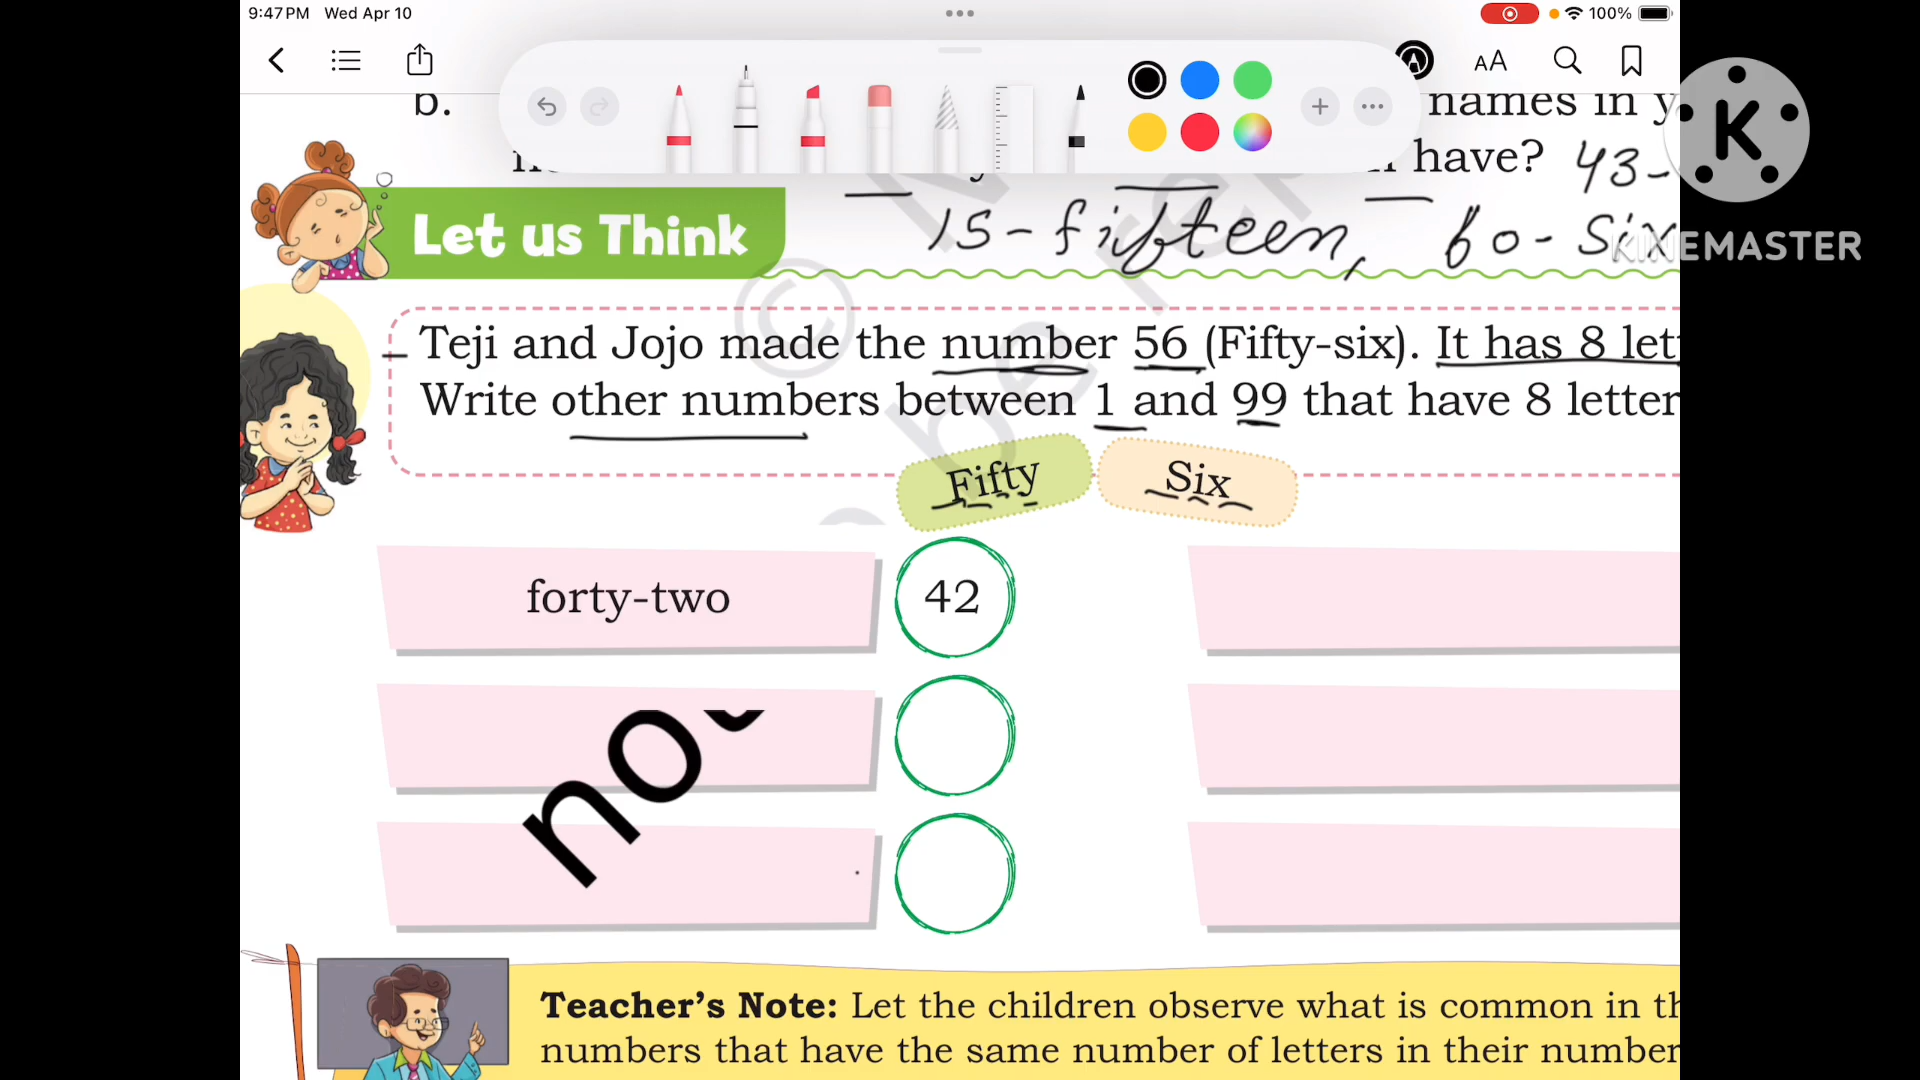 9:47 PM Wed Apr 10
100%
AA
b.
names in y
have? 43-
Let us Think
15-fifteen, 60-Six
K
KINEMASTER
Teji and Jojo made the number 56 (Fifty-six). It has 8 let
Write other numbers between 1 and 99 that have 8 letter
Fifty Six
forty-two 42
not
Teacher's Note: Let the children observe what is common in th
numbers that have the same number of letters in their number